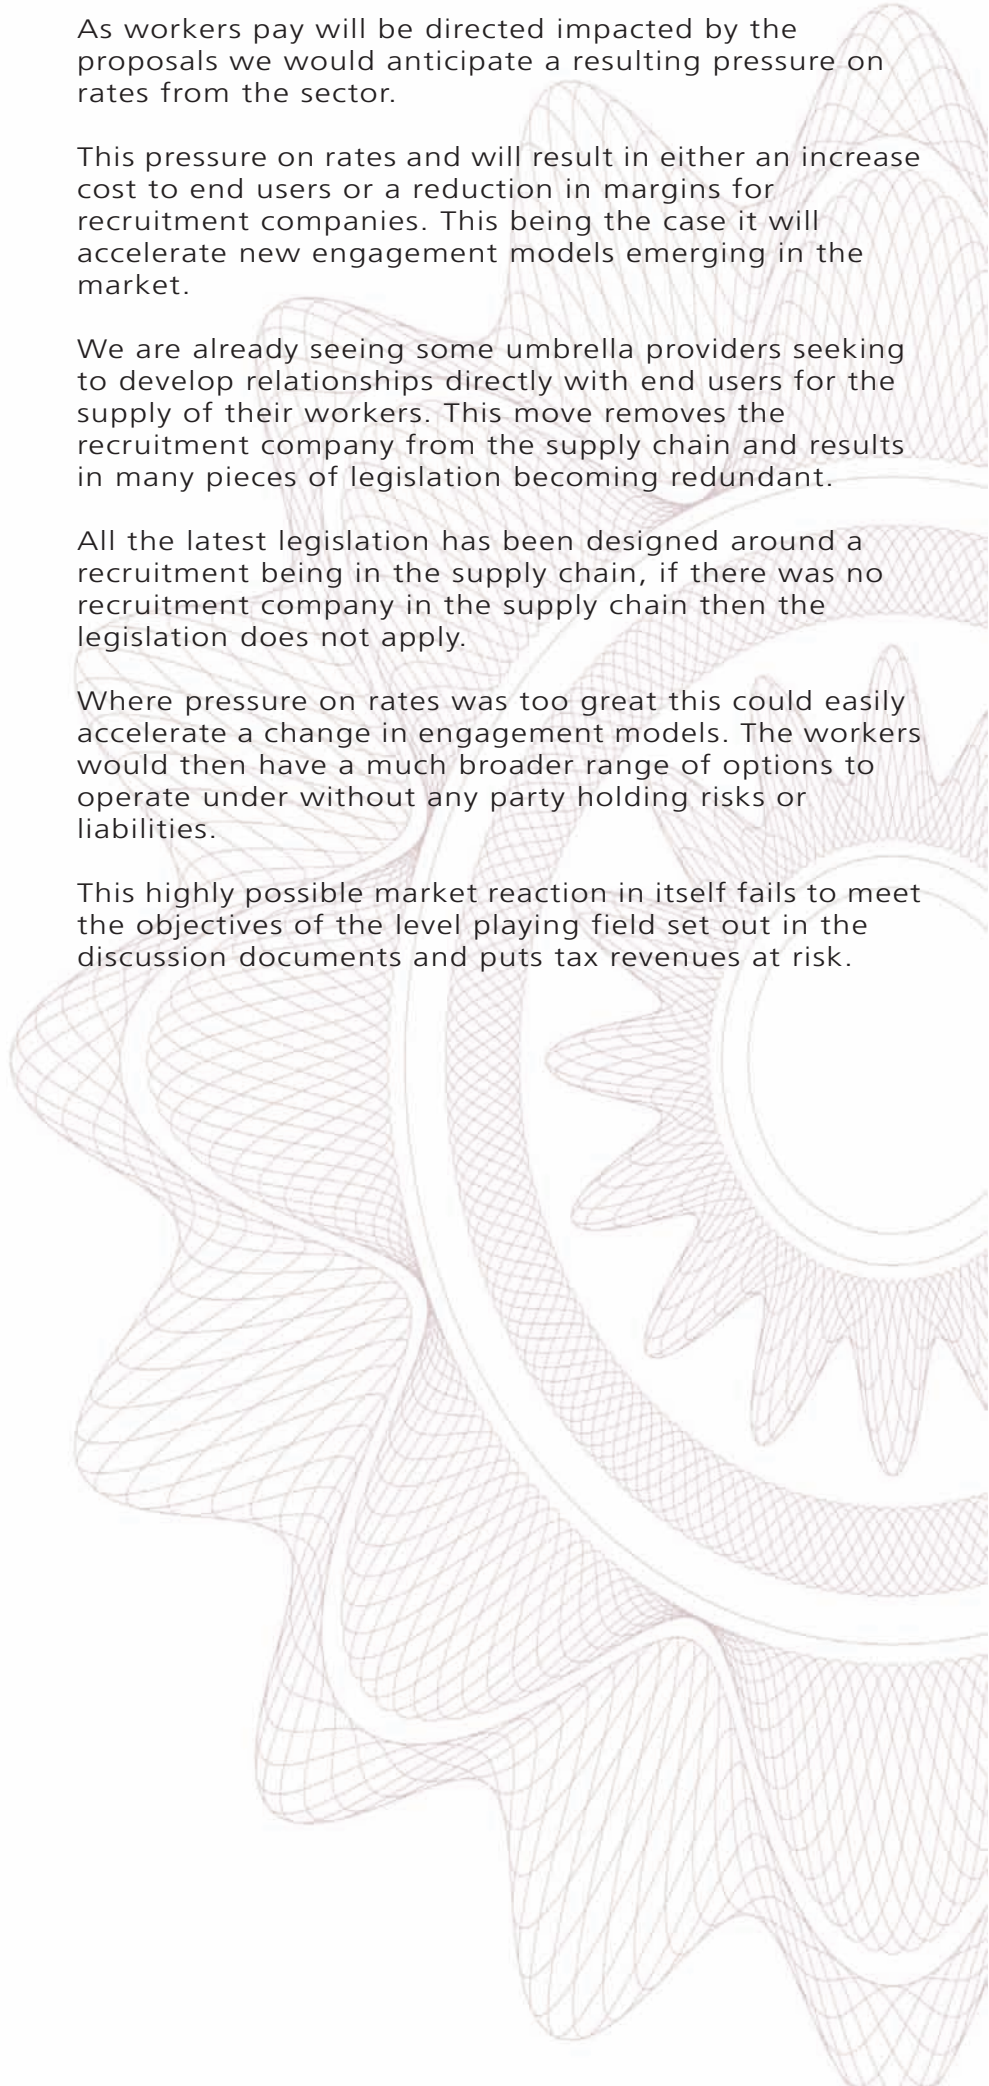 As workers pay will be directed impacted by the
proposals we would anticipate a resulting pressure on
rates from the sector.
This pressure on rates and will result in either an increase
cost to end users or a reduction in margins for
recruitment companies. This being the case it will
accelerate new engagement models emerging in the
market.
We are already seeing some umbrella providers seeking
to develop relationships directly with end users for the
supply of their workers. This move removes the
recruitment company from the supply chain and results
in many pieces of legislation becoming redundant.
All the latest legislation has been designed around a
recruitment being in the supply chain, if there was no
recruitment company in the supply chain then the
legislation does not apply.
Where pressure on rates was too great this could easily
accelerate a change in engagement models. The workers
would then have a much broader range of options to
operate under without any party holding risks or
liabilities.
This highly possible market reaction in itself fails to meet
the objectives of the level playing field set out in the
discussion documents and puts tax revenues at risk.